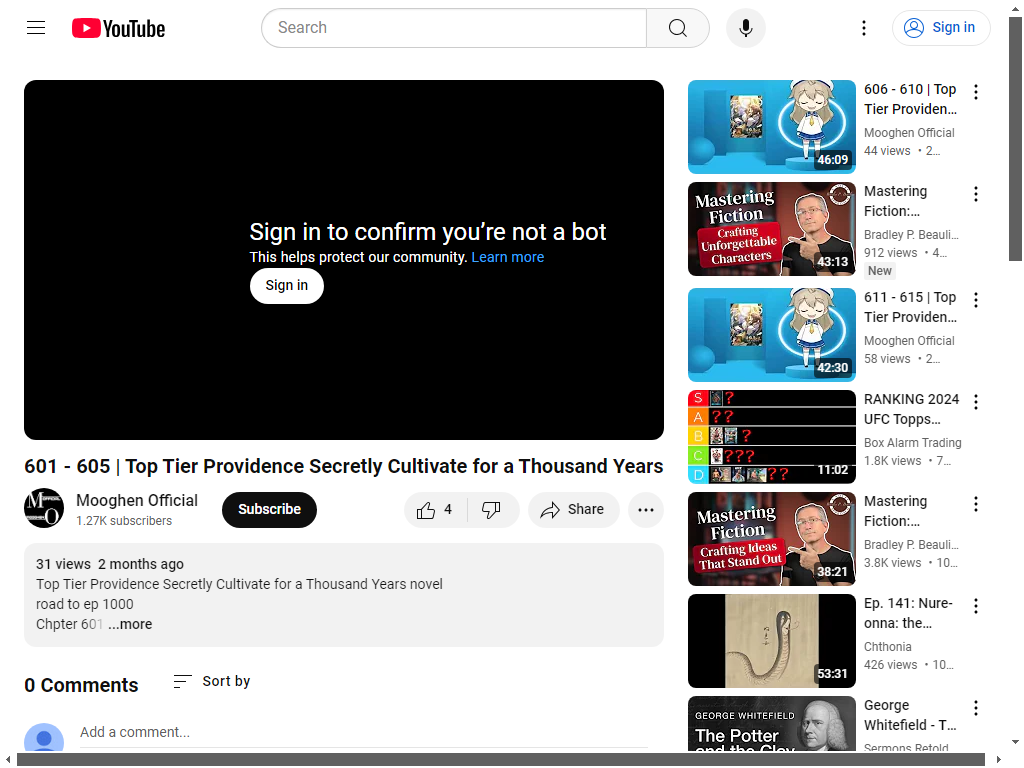 YouTube
Search
Sign in
Sign in to confirm you’re not a bot
This helps protect our community. Learn more
Sign in
601 - 605 | Top Tier Providence Secretly Cultivate for a Thousand Years
Mooghen Official
1.27K subscribers
Subscribe
4
Share
31 views 2 months ago
Top Tier Providence Secretly Cultivate for a Thousand Years novel
road to ep 1000
Chpter 601 ...more
0 Comments
Sort by
Add a comment...
46:09
606 - 610 | Top
Tier Providen...
Mooghen Official
44 views • 2...
Mastering
Fiction
Crafting
Unforgettable
Characters
43:13
Mastering
Fiction:...
Bradley P. Beauli...
912 views • 4...
New
42:30
611 - 615 | Top
Tier Providen...
Mooghen Official
58 views • 2...
S ?
A ??
B ?
C ???
D ??
11:02
RANKING 2024
UFC Topps...
Box Alarm Trading
1.8K views • 7...
Mastering
Fiction
Crafting Ideas
That Stand Out
38:21
Mastering
Fiction:...
Bradley P. Beauli...
3.8K views • 10...
53:31
Ep. 141: Nure-
onna: the...
Chthonia
426 views • 10...
GEORGE WHITEFIELD
The Potter
and the Clay
George
Whitefield - T...
Sermons Retold